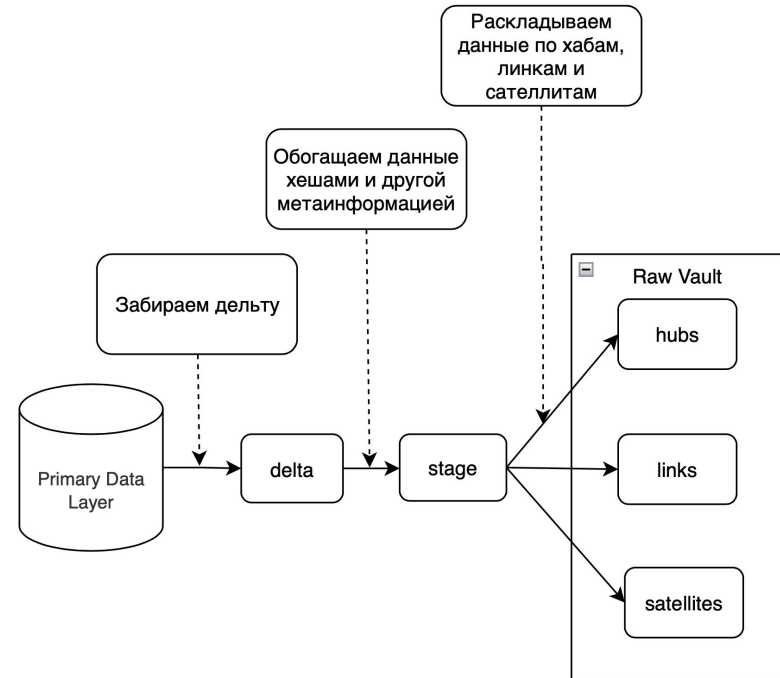 Раскладываем
данные по хабам,
линкам и
сателлитам
Обогащаем данные
хешами и другой
метаинформацией
Забираем дельту
Raw Vault
hubs
Primary Data
Layer
delta
stage
links
satellites